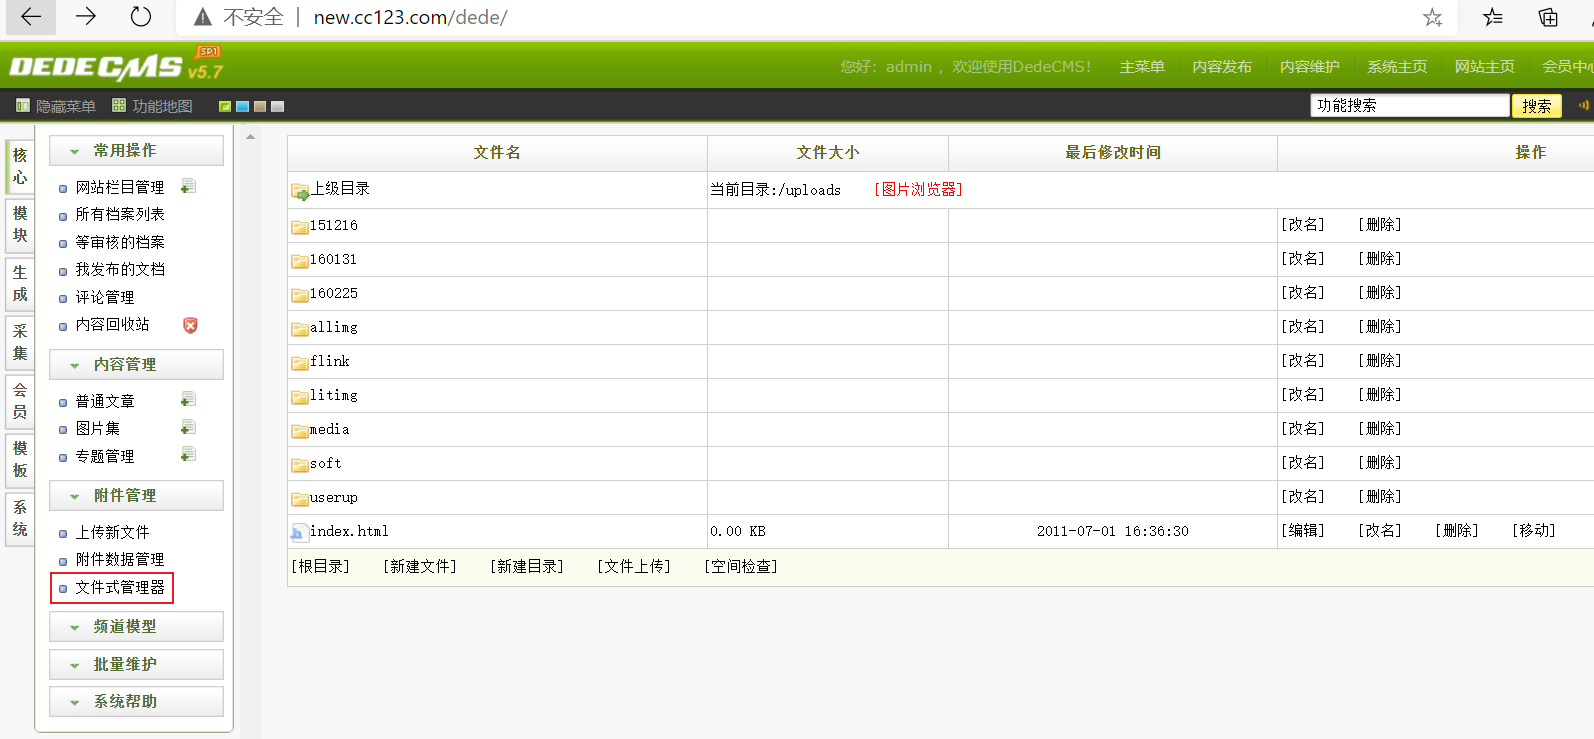 不安全 | new.cc123.com/dede/
DEDECMS v5.7 SP1
您好：admin ，欢迎使用DedeCMS！ 主菜单 内容发布 内容维护 系统主页 网站主页 会员中心
隐藏菜单 功能地图 功能搜索 搜索
核心
模块
生成
采集
会员
模板
系统
常用操作
网站栏目管理
所有档案列表
等审核的档案
我发布的文档
评论管理
内容回收站
内容管理
普通文章
图片集
专题管理
附件管理
上传新文件
附件数据管理
文件式管理器
频道模型
批量维护
系统帮助
文件名 文件大小 最后修改时间 操作
上级目录 当前目录:/uploads [图片浏览器]
151216 [改名] [删除]
160131 [改名] [删除]
160225 [改名] [删除]
allimg [改名] [删除]
flink [改名] [删除]
litimg [改名] [删除]
media [改名] [删除]
soft [改名] [删除]
userup [改名] [删除]
index.html 0.00 KB 2011-07-01 16:36:30 [编辑] [改名] [删除] [移动]
[根目录] [新建文件] [新建目录] [文件上传] [空间检查]